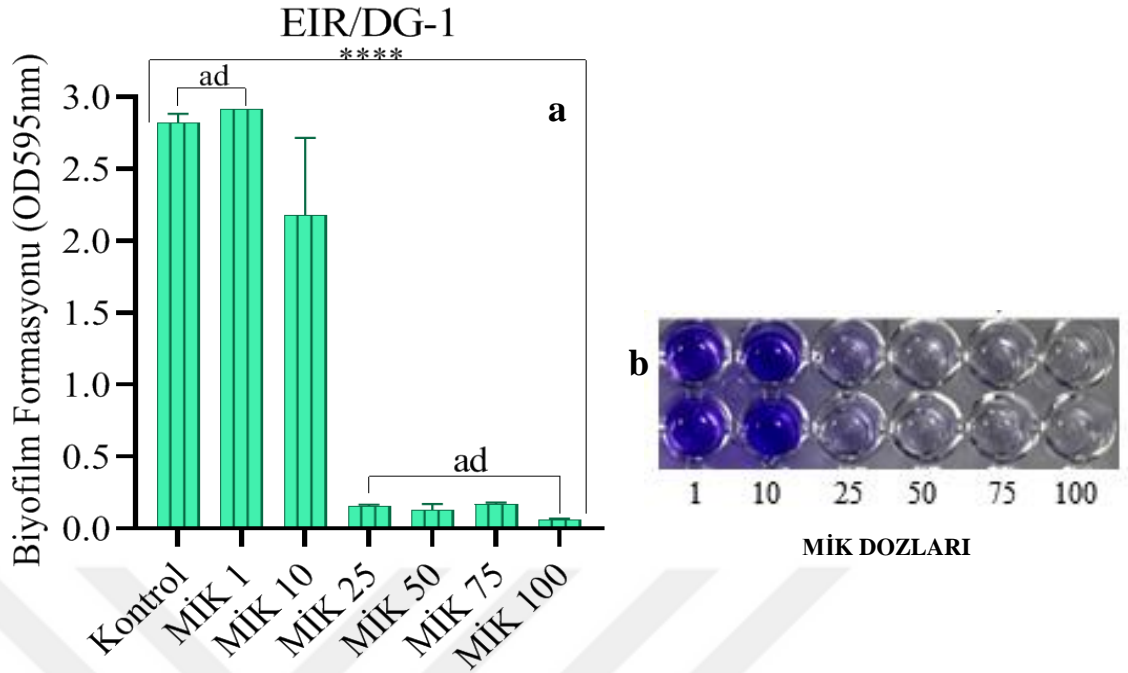 EIR/DG-1
****
ad
a
Biyofilm Formasyonu (OD595nm)
3.0
2.5
2.0
1.5
1.0
0.5
0.0
ad
Kontrol
MİK 1
MİK 10
MİK 25
MİK 50
MİK 75
MİK 100
b
1 10 25 50 75 100
MİK DOZLARI